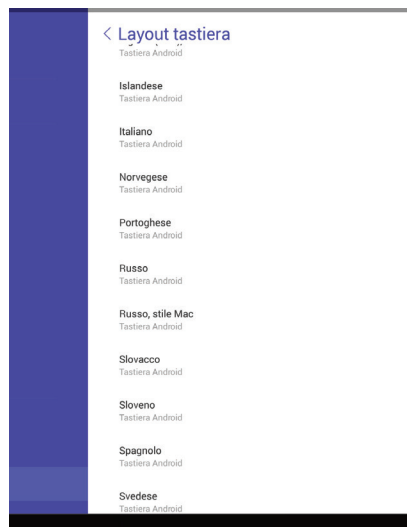 Layout tastiera
Tastiera Android
Islandese
Tastiera Android
Italiano
Tastiera Android
Norvegese
Tastiera Android
Portoghese
Tastiera Android
Russo
Tastiera Android
Russo, stile Mac
Tastiera Android
Slovacco
Tastiera Android
Sloveno
Tastiera Android
Spagnolo
Tastiera Android
Svedese
Tastiera Android